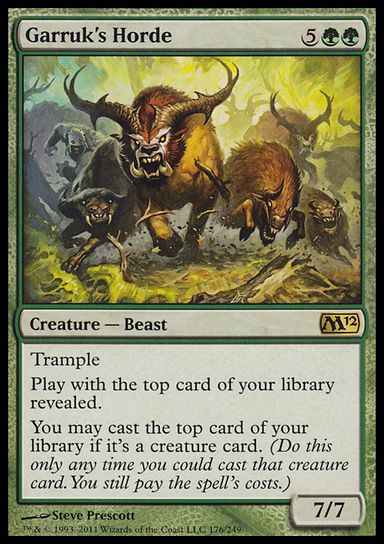 Garruk's Horde 5
Creature — Beast M12
Trample
Play with the top card of your library
revealed.
You may cast the top card of your
library if it's a creature card. (Do this
only any time you could cast that creature
card. You still pay the spell's costs.)
Steve Prescott
™ & © 1993-2011 Wizards of the Coast LLC 176/249
7/7